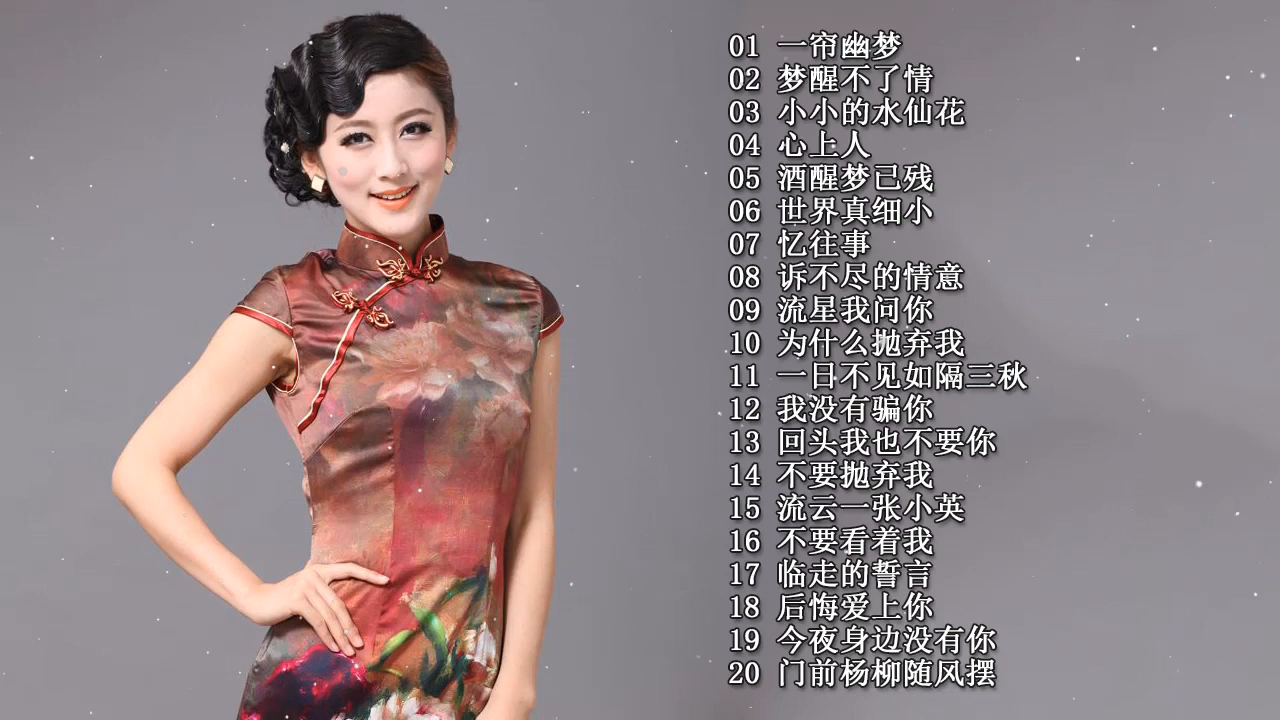 01 一帘幽梦
02 梦醒不了情
03 小小的水仙花
04 心上人
05 酒醒梦已残
06 世界真细小
07 忆往事
08 诉不尽的情意
09 流星我问你
10 为什么抛弃我
11 一日不见如隔三秋
12 我没有骗你
13 回头我也不要你
14 不要抛弃我
15 流云一张小英
16 不要看着我
17 临走的誓言
18 后悔爱上你
19 今夜身边没有你
20 门前杨柳随风摆